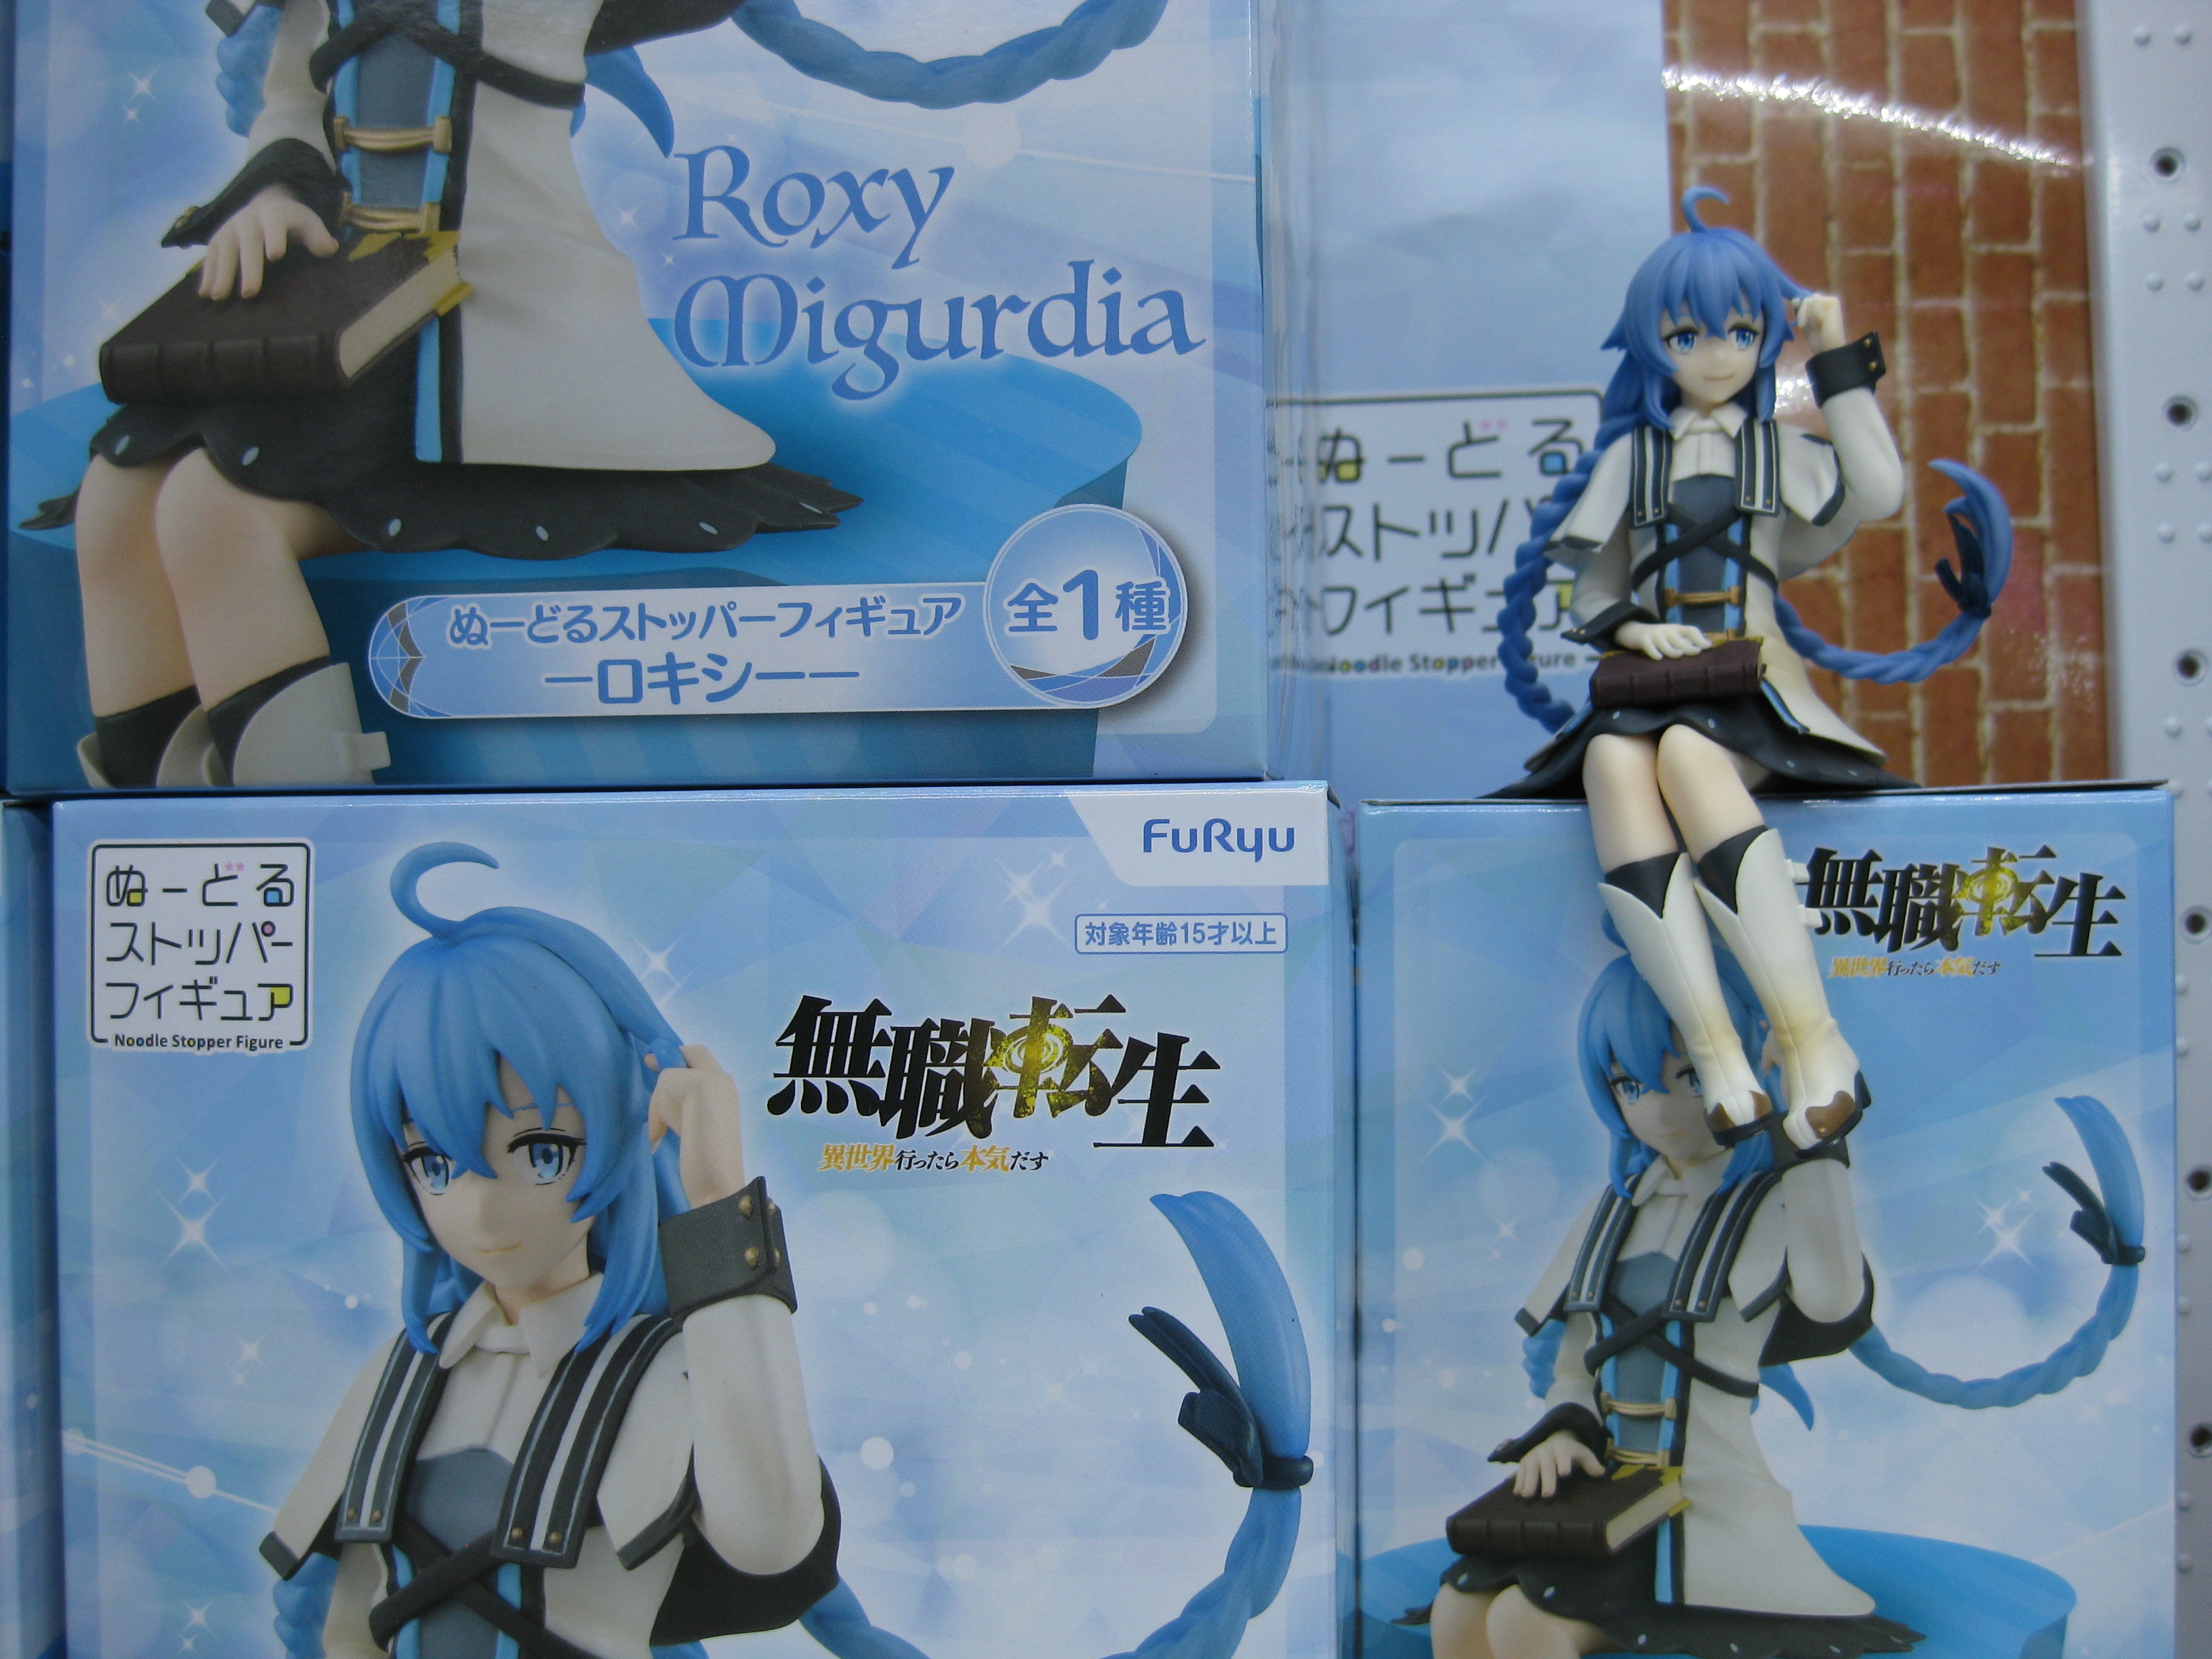 Roxy
Migurdia
ぬーどるストッパーフィギュア
ーロキシーー
全1種
ぬーどる
ストッパ
フィギュア
Noodle Stopper Figure
FuRyu
対象年齢15才以上
ぬーどる
ストッパー
フィギュア
Noodle Stopper Figure
無職転生
異世界行ったら本気だす
無職転生
異世界行ったら本気だす